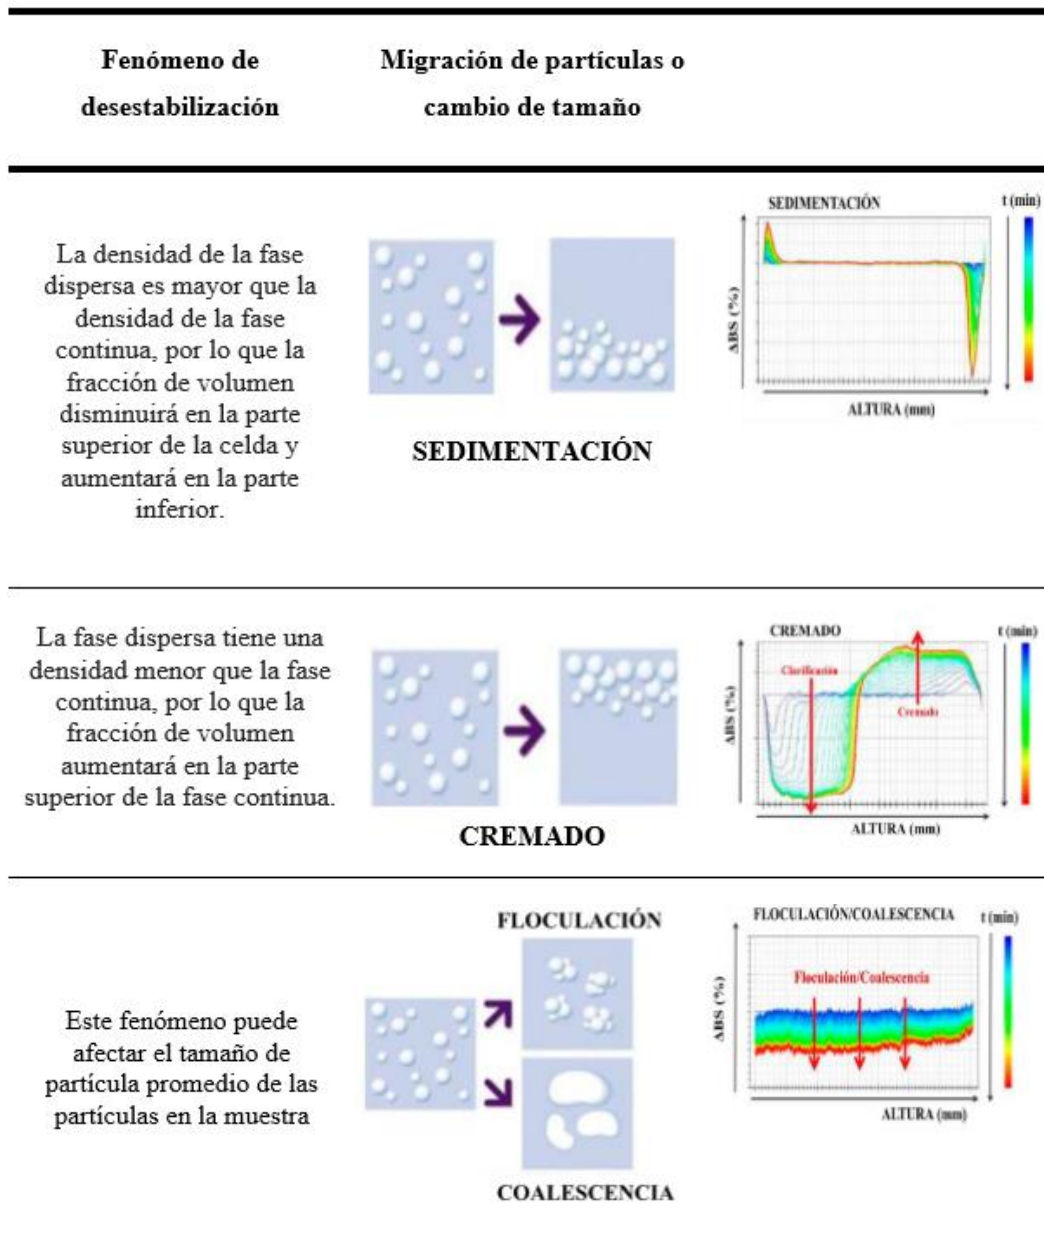 Fenómeno de
desestabilización
Migración de partículas o
cambio de tamaño
La densidad de la fase
dispersa es mayor que la
densidad de la fase
continua, por lo que la
fracción de volumen
disminuirá en la parte
superior de la celda y
aumentará en la parte
inferior.
SEDIMENTACIÓN
SEDIMENTACIÓN
t (min)
ΔBS (%)
ALTURA (mm)
La fase dispersa tiene una
densidad menor que la fase
continua, por lo que la
fracción de volumen
aumentará en la parte
superior de la fase continua.
CREMADO
CREMADO
t (min)
Clarificación
Cremado
ΔBS (%)
ALTURA (mm)
Este fenómeno puede
afectar el tamaño de
partícula promedio de las
partículas en la muestra
FLOCULACIÓN
COALESCENCIA
FLOCULACIÓN/COALESCENCIA
t (min)
Floculación/Coalescencia
ΔBS (%)
ALTURA (mm)